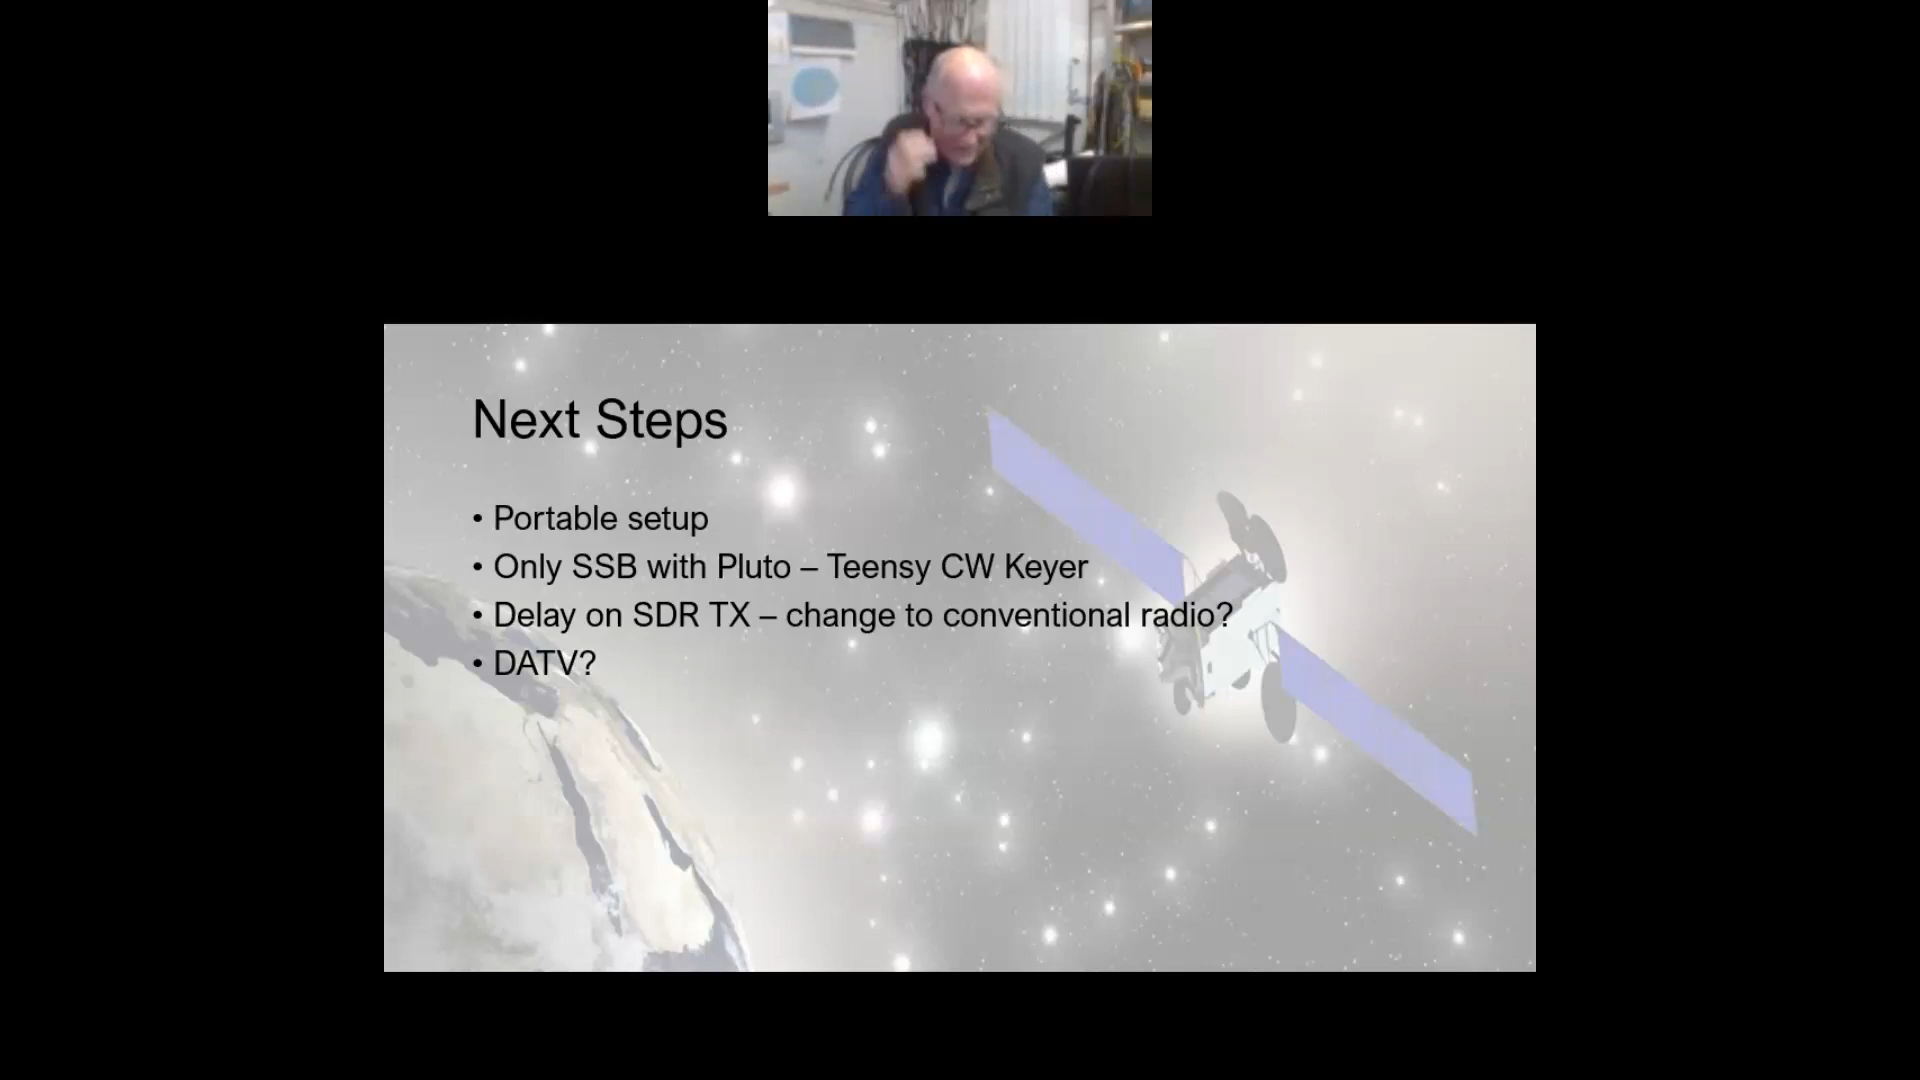 Next Steps
• Portable setup
• Only SSB with Pluto – Teensy CW Keyer
• Delay on SDR TX – change to conventional radio?
• DATV?